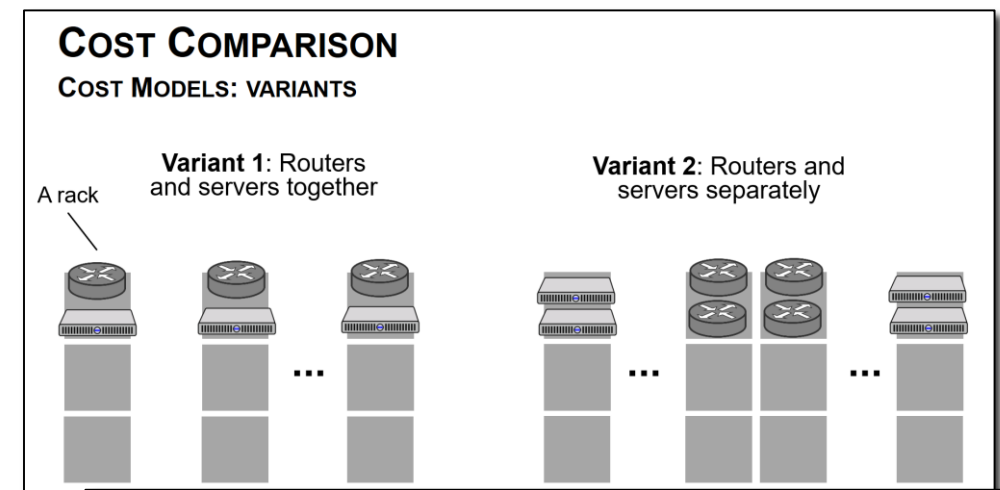 COST COMPARISON
COST MODELS: VARIANTS
Variant 1: Routers
and servers together
A rack
Variant 2: Routers and
servers separately
...
...
...